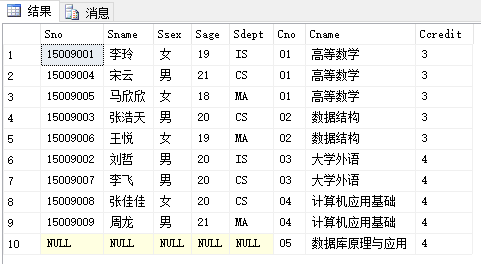 结果 消息
Sno Sname Ssex Sage Sdept Cno Cname Ccredit
1 15009001 李玲 女 19 IS 01 高等数学 3
2 15009004 宋云 男 21 CS 01 高等数学 3
3 15009005 马欣欣 女 18 MA 01 高等数学 3
4 15009003 张浩天 男 20 CS 02 数据结构 3
5 15009006 王悦 女 19 MA 02 数据结构 3
6 15009002 刘哲 男 20 IS 03 大学外语 4
7 15009007 李飞 男 20 CS 03 大学外语 4
8 15009008 张佳佳 女 20 CS 04 计算机应用基础 4
9 15009009 周龙 男 21 MA 04 计算机应用基础 4
10 NULL NULL NULL NULL NULL 05 数据库原理与应用 4